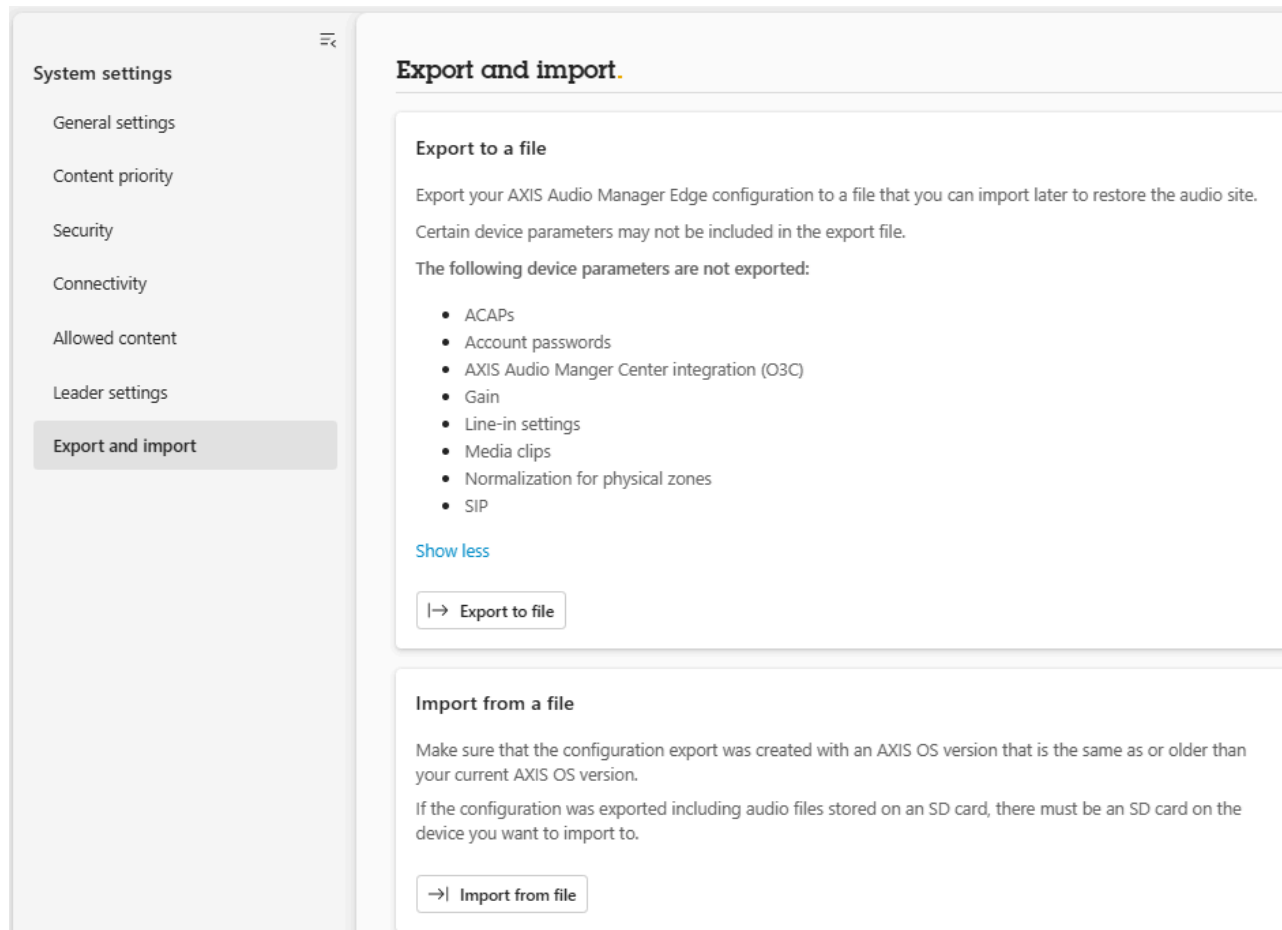 System settings
General settings
Content priority
Security
Connectivity
Allowed content
Leader settings
Export and import
Export and import.
Export to a file
Export your AXIS Audio Manager Edge configuration to a file that you can import later to restore the audio site.
Certain device parameters may not be included in the export file.
The following device parameters are not exported:
• ACAPs
• Account passwords
• AXIS Audio Manger Center integration (O3C)
• Gain
• Line-in settings
• Media clips
• Normalization for physical zones
• SIP
Show less
Export to file
Import from a file
Make sure that the configuration export was created with an AXIS OS version that is the same as or older than
your current AXIS OS version.
If the configuration was exported including audio files stored on an SD card, there must be an SD card on the
device you want to import to.
Import from file